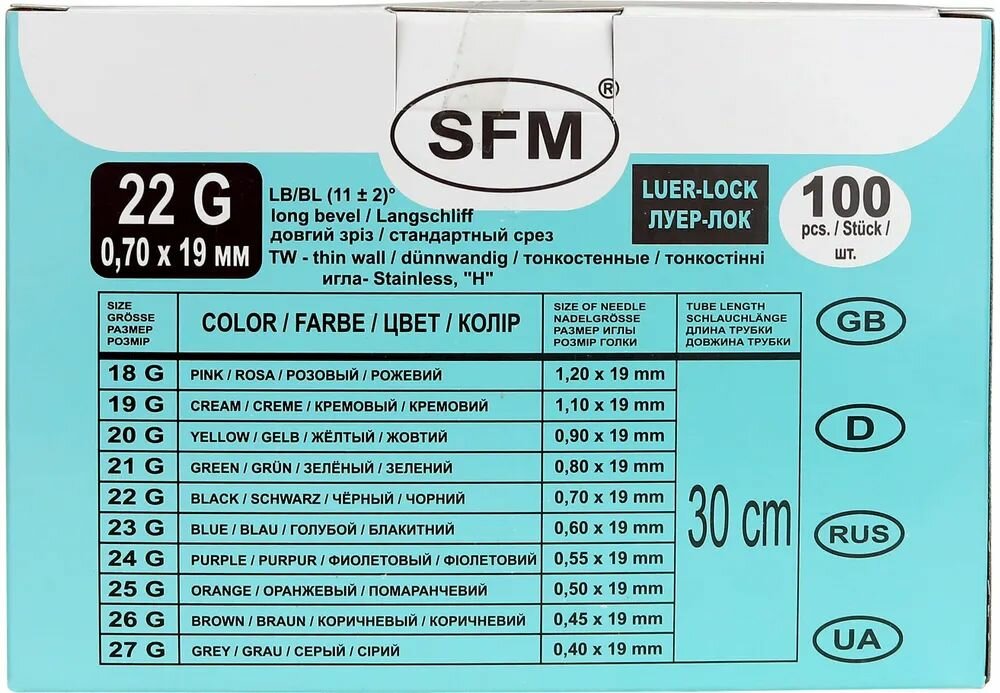 SFM ®
22 G
0,70 x 19 мм
LB/BL (11 ± 2)°
long bevel / Langschliff
довгий зріз / стандартный срез
TW - thin wall / dünnwandig / тонкостенные / тонкостінні
игла- Stainless, "H"
LUER-LOCK
ЛУЕР-ЛОК
100
pcs. / Stück /
шт.
SIZE
GRÖSSE
РАЗМЕР
РОЗМІР
COLOR / FARBE / ЦВЕТ / КОЛІР
SIZE OF NEEDLE
NADELGRÖSSE
РАЗМЕР ИГЛЫ
РОЗМІР ГОЛКИ
TUBE LENGTH
SCHLAUCHLÄNGE
ДЛИНА ТРУБКИ
ДОВЖИНА ТРУБКИ
18 G PINK / ROSA / РОЗОВЫЙ / РОЖЕВИЙ 1,20 x 19 mm
19 G CREAM / CREME / КРЕМОВЫЙ / КРЕМОВИЙ 1,10 x 19 mm
20 G YELLOW / GELB / ЖЁЛТЫЙ / ЖОВТИЙ 0,90 x 19 mm
21 G GREEN / GRÜN / ЗЕЛЁНЫЙ / ЗЕЛЕНИЙ 0,80 x 19 mm
22 G BLACK / SCHWARZ / ЧЁРНЫЙ / ЧОРНИЙ 0,70 x 19 mm
23 G BLUE / BLAU / ГОЛУБОЙ / БЛАКИТНИЙ 0,60 x 19 mm
24 G PURPLE / PURPUR / ФИОЛЕТОВЫЙ / ФІОЛЕТОВИЙ 0,55 x 19 mm
25 G ORANGE / ОРАНЖЕВЫЙ / ПОМАРАНЧЕВИЙ 0,50 x 19 mm
26 G BROWN / BRAUN / КОРИЧНЕВЫЙ / КОРИЧНЕВИЙ 0,45 x 19 mm
27 G GREY / GRAU / СЕРЫЙ / СІРИЙ 0,40 x 19 mm
30 cm
GB
D
RUS
UA